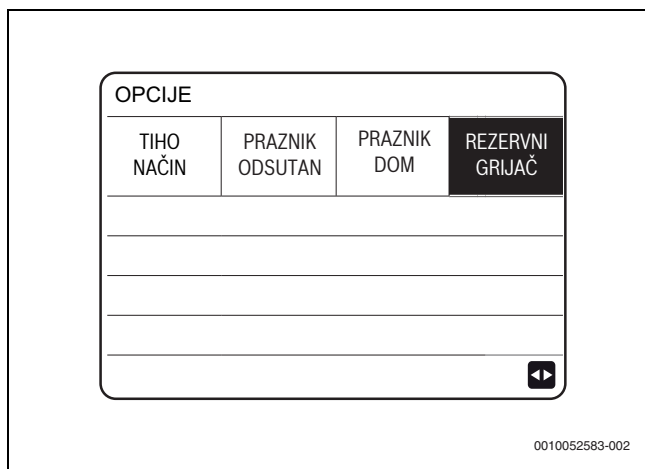 OPCIJE
TIHO NAČIN
PRAZNIK ODSUTAN
PRAZNIK DOM
REZERVNI GRIJAČ
0010052583-002